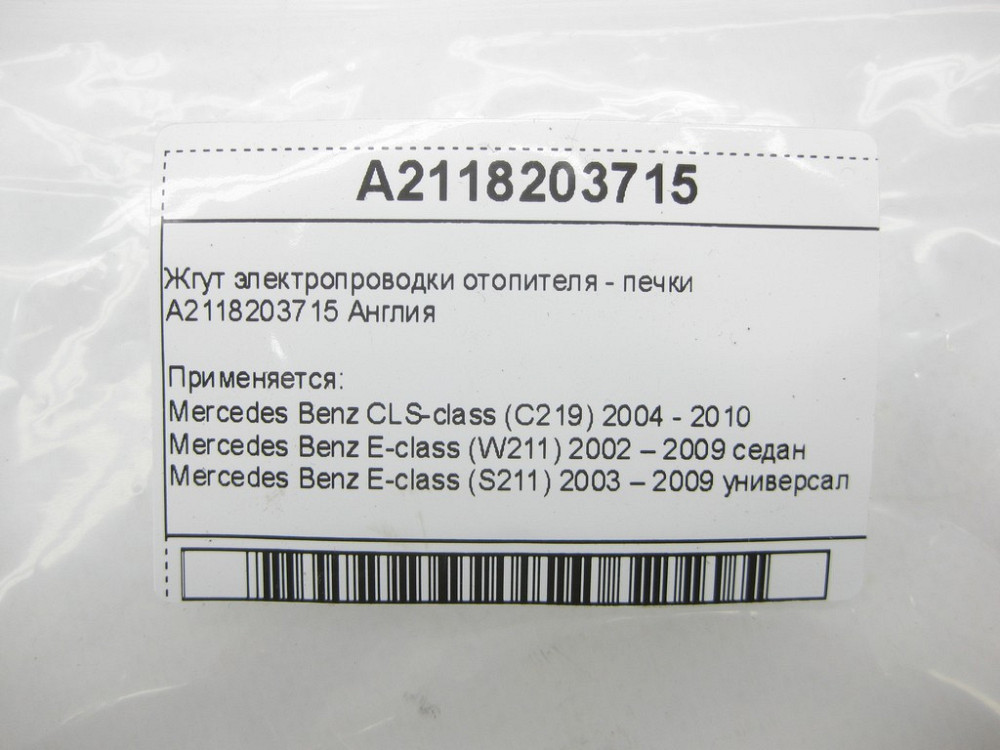 A2118203715
Жгут электропроводки отопителя - печки
A2118203715 Англия
Применяется:
Mercedes Benz CLS-class (C219) 2004 - 2010
Mercedes Benz E-class (W211) 2002 – 2009 седан
Mercedes Benz E-class (S211) 2003 – 2009 универсал